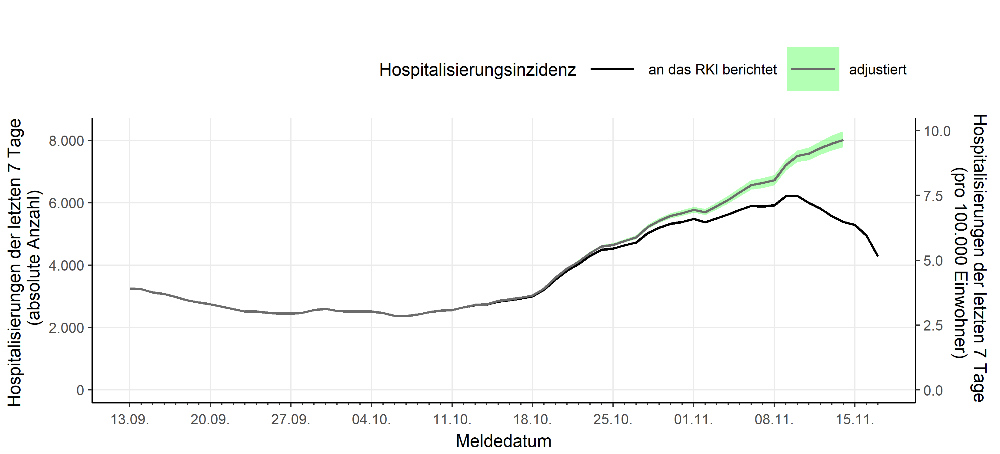 Hospitalisierungsinzidenz an das RKI berichtet adjustiert
Hospitalisierungen der letzten 7 Tage
(absolute Anzahl)
8.000
6.000
4.000
2.000
0
10.0
7.5
5.0
2.5
0.0
Hospitalisierungen der letzten 7 Tage
(pro 100.000 Einwohner)
13.09. 20.09. 27.09. 04.10. 11.10. 18.10. 25.10. 01.11. 08.11. 15.11.
Meldedatum